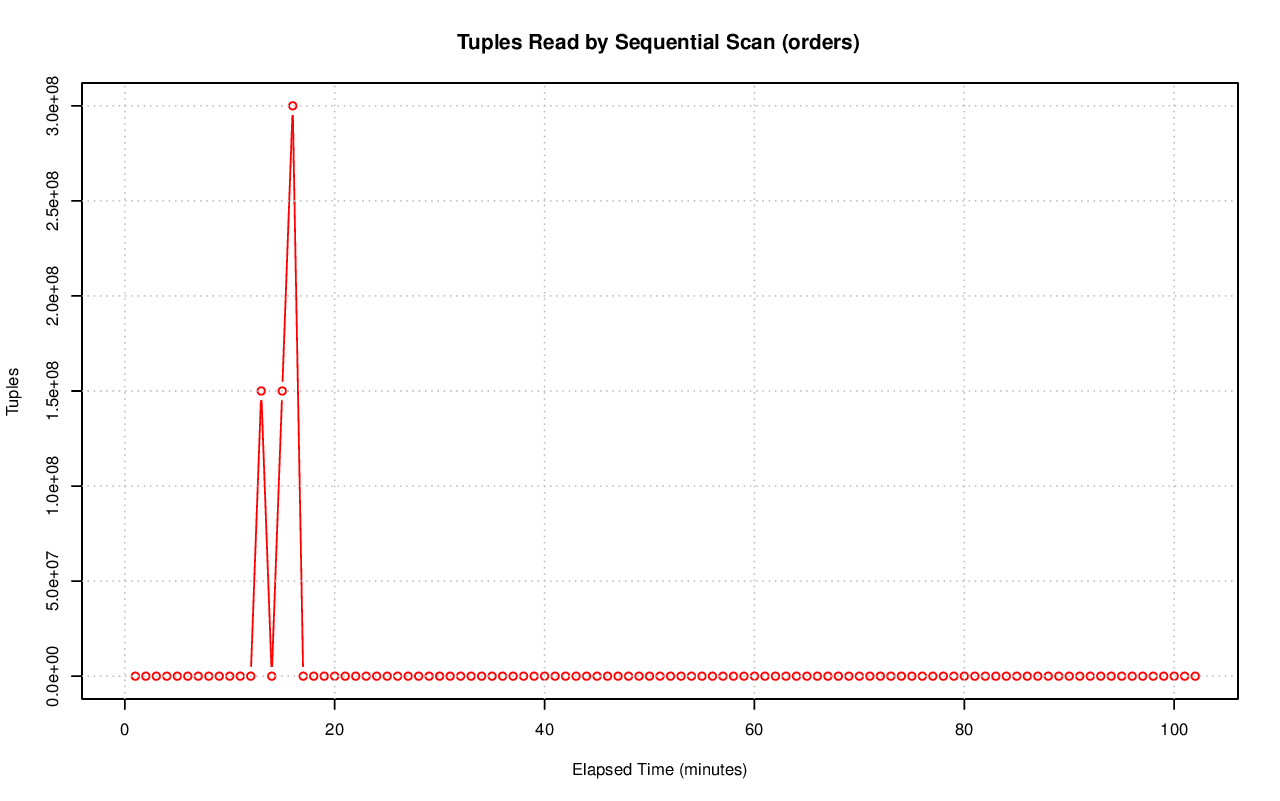 Tuples Read by Sequential Scan (orders)
3.0e+08
2.5e+08
2.0e+08
1.5e+08
1.0e+08
5.0e+07
0.0e+00
Tuples
0 20 40 60 80 100
Elapsed Time (minutes)